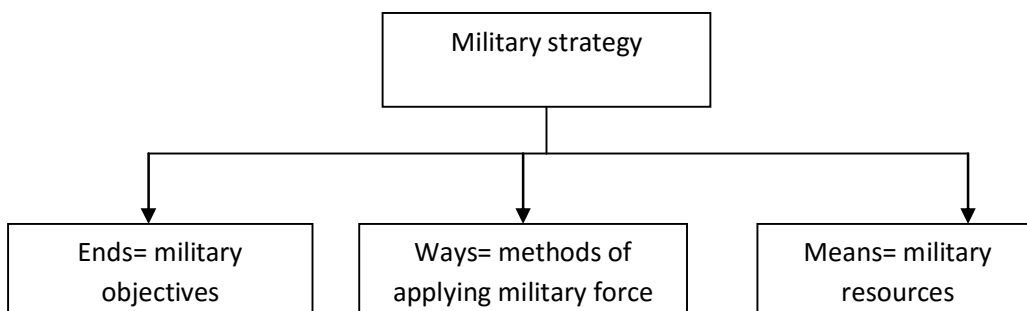 Military strategy
Ends= military
objectives
Ways= methods of
applying military force
Means= military
resources